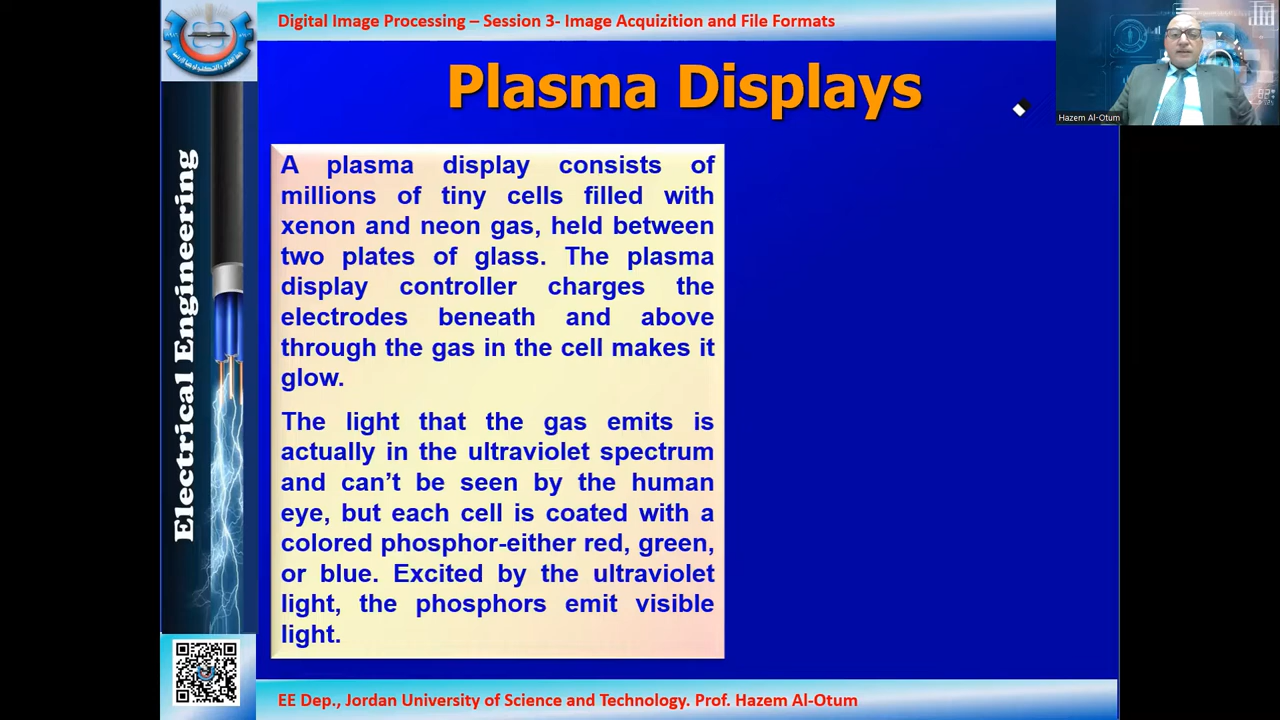 Digital Image Processing – Session 3- Image Acquizition and File Formats
Plasma Displays
Hazem Al-Otum
Electrical Engineering
A plasma display consists of
millions of tiny cells filled with
xenon and neon gas, held between
two plates of glass. The plasma
display controller charges the
electrodes beneath and above
through the gas in the cell makes it
glow.
The light that the gas emits is
actually in the ultraviolet spectrum
and can’t be seen by the human
eye, but each cell is coated with a
colored phosphor-either red, green,
or blue. Excited by the ultraviolet
light, the phosphors emit visible
light.
EE Dep., Jordan University of Science and Technology. Prof. Hazem Al-Otum